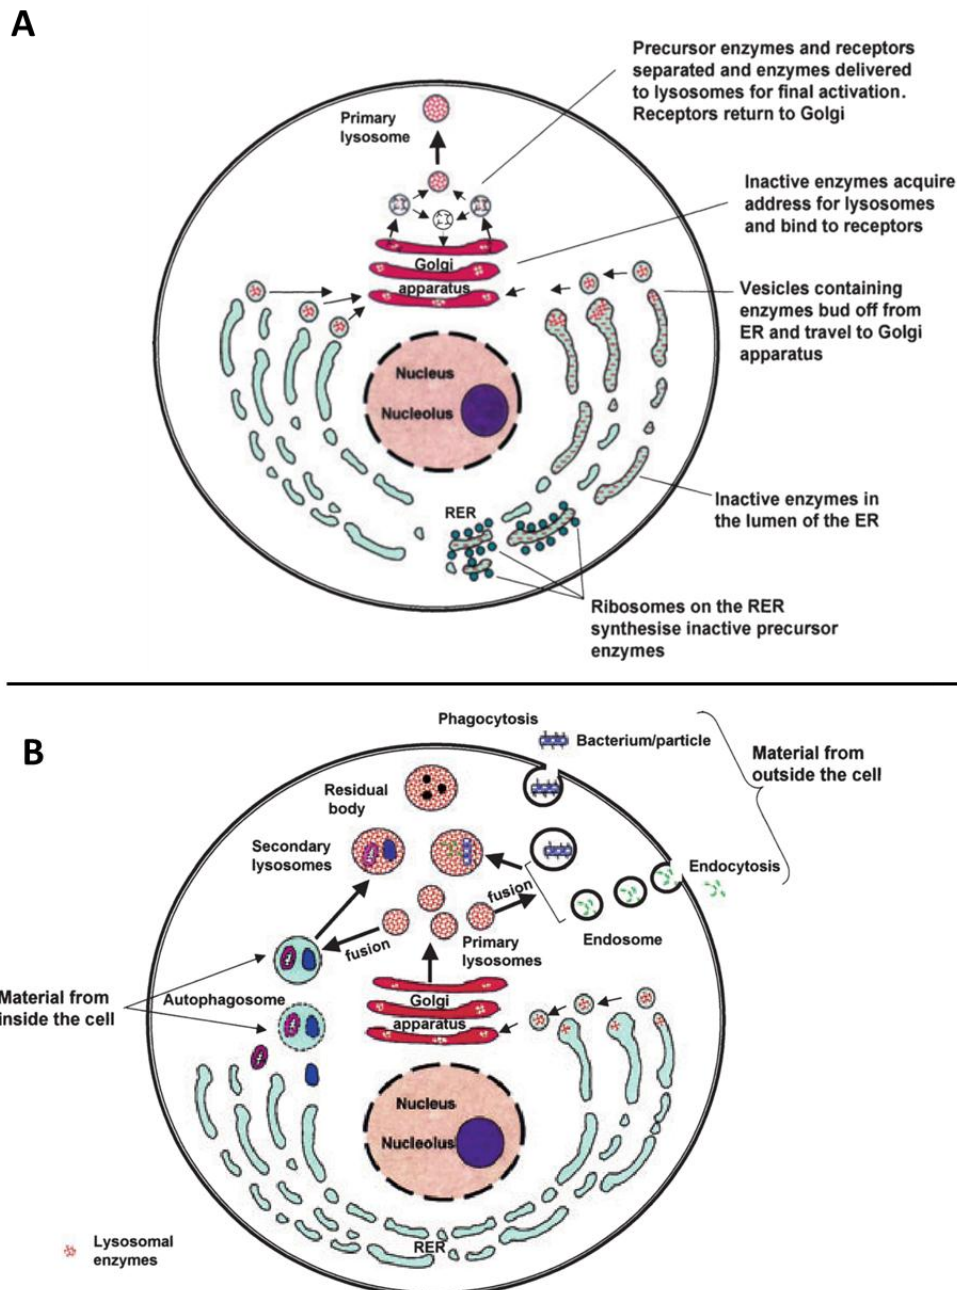 A
Precursor enzymes and receptors
separated and enzymes delivered
to lysosomes for final activation.
Receptors return to Golgi
Primary
lysosome
Inactive enzymes acquire
address for lysosomes
and bind to receptors
Golgi
apparatus
Vesicles containing
enzymes bud off from
ER and travel to Golgi
apparatus
Nucleus
Nucleolus
Inactive enzymes in
the lumen of the ER
RER
Ribosomes on the RER
synthesise inactive precursor
enzymes
B
Phagocytosis
Bacterium/particle
Material from
outside the cell
Residual
body
Secondary
lysosomes
Endocytosis
fusion
fusion
Endosome
Primary
lysosomes
Material from
inside the cell
Autophagosome
Golgi
apparatus
Nucleus
Nucleolus
RER
Lysosomal
enzymes